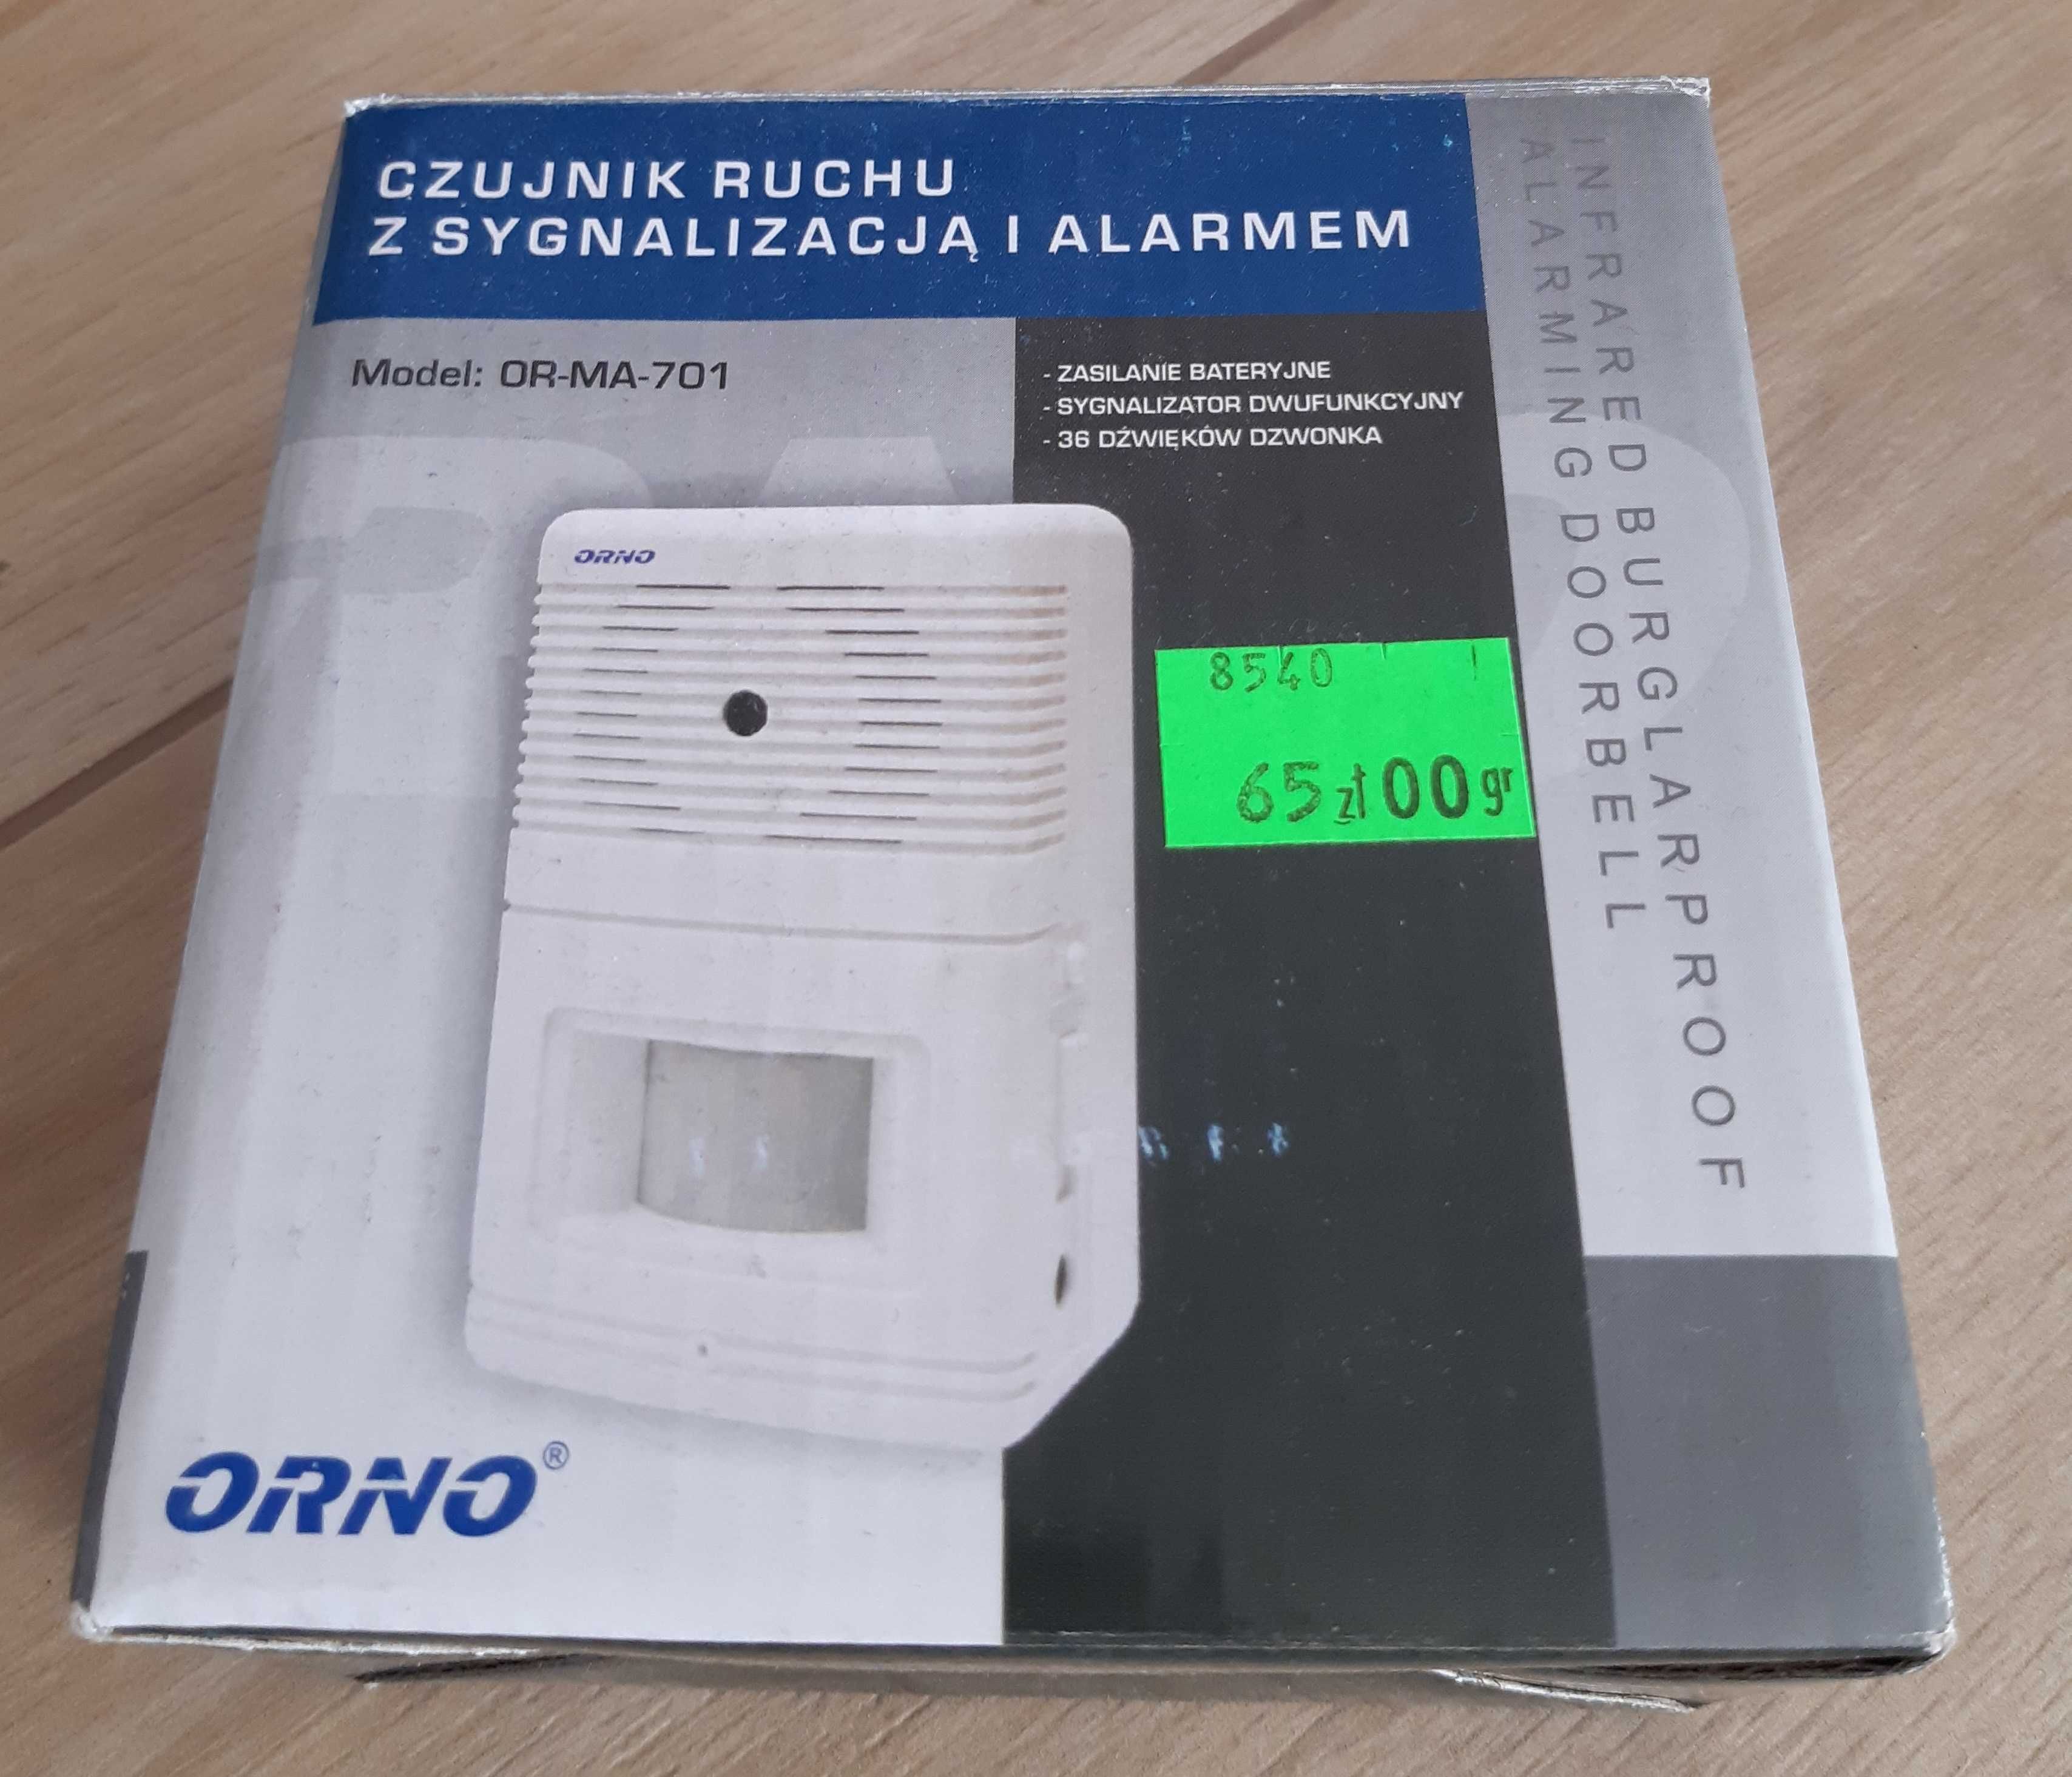 CZUJNIK RUCHU
Z SYGNALIZACJĄ I ALARMEM
Model: OR-MA-701
- ZASILANIE BATERYJNE
- SYGNALIZATOR DWUFUNKCYJNY
- 36 DŹWIĘKÓW DZWONKA
INFRARED BURGLARPROOF
ALARMING DOORBELL
ORNO
8540
65 zł 00 gr
ORNO®